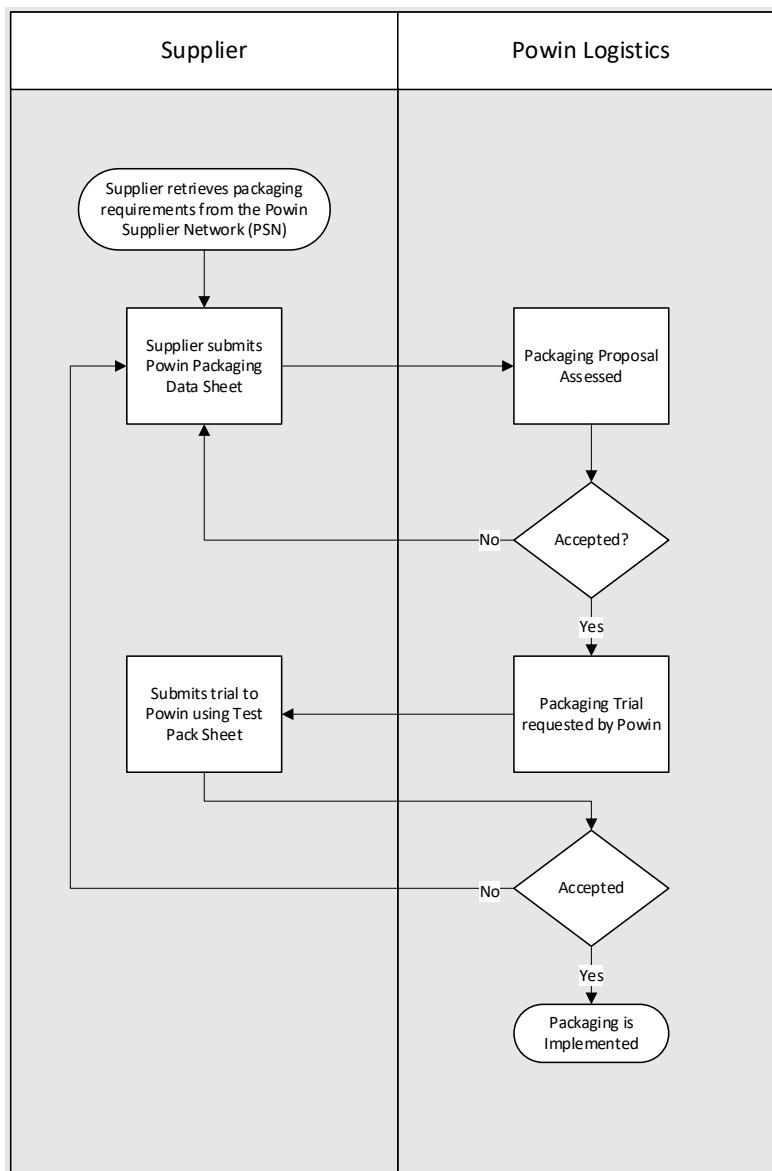 Supplier
Powin Logistics
Supplier retrieves packaging
requirements from the Powin
Supplier Network (PSN)
Supplier submits
Powin Packaging
Data Sheet
Packaging Proposal
Assessed
No
Accepted?
Yes
Submits trial to
Powin using Test
Pack Sheet
Packaging Trial
requested by Powin
No
Accepted
Yes
Packaging is
Implemented